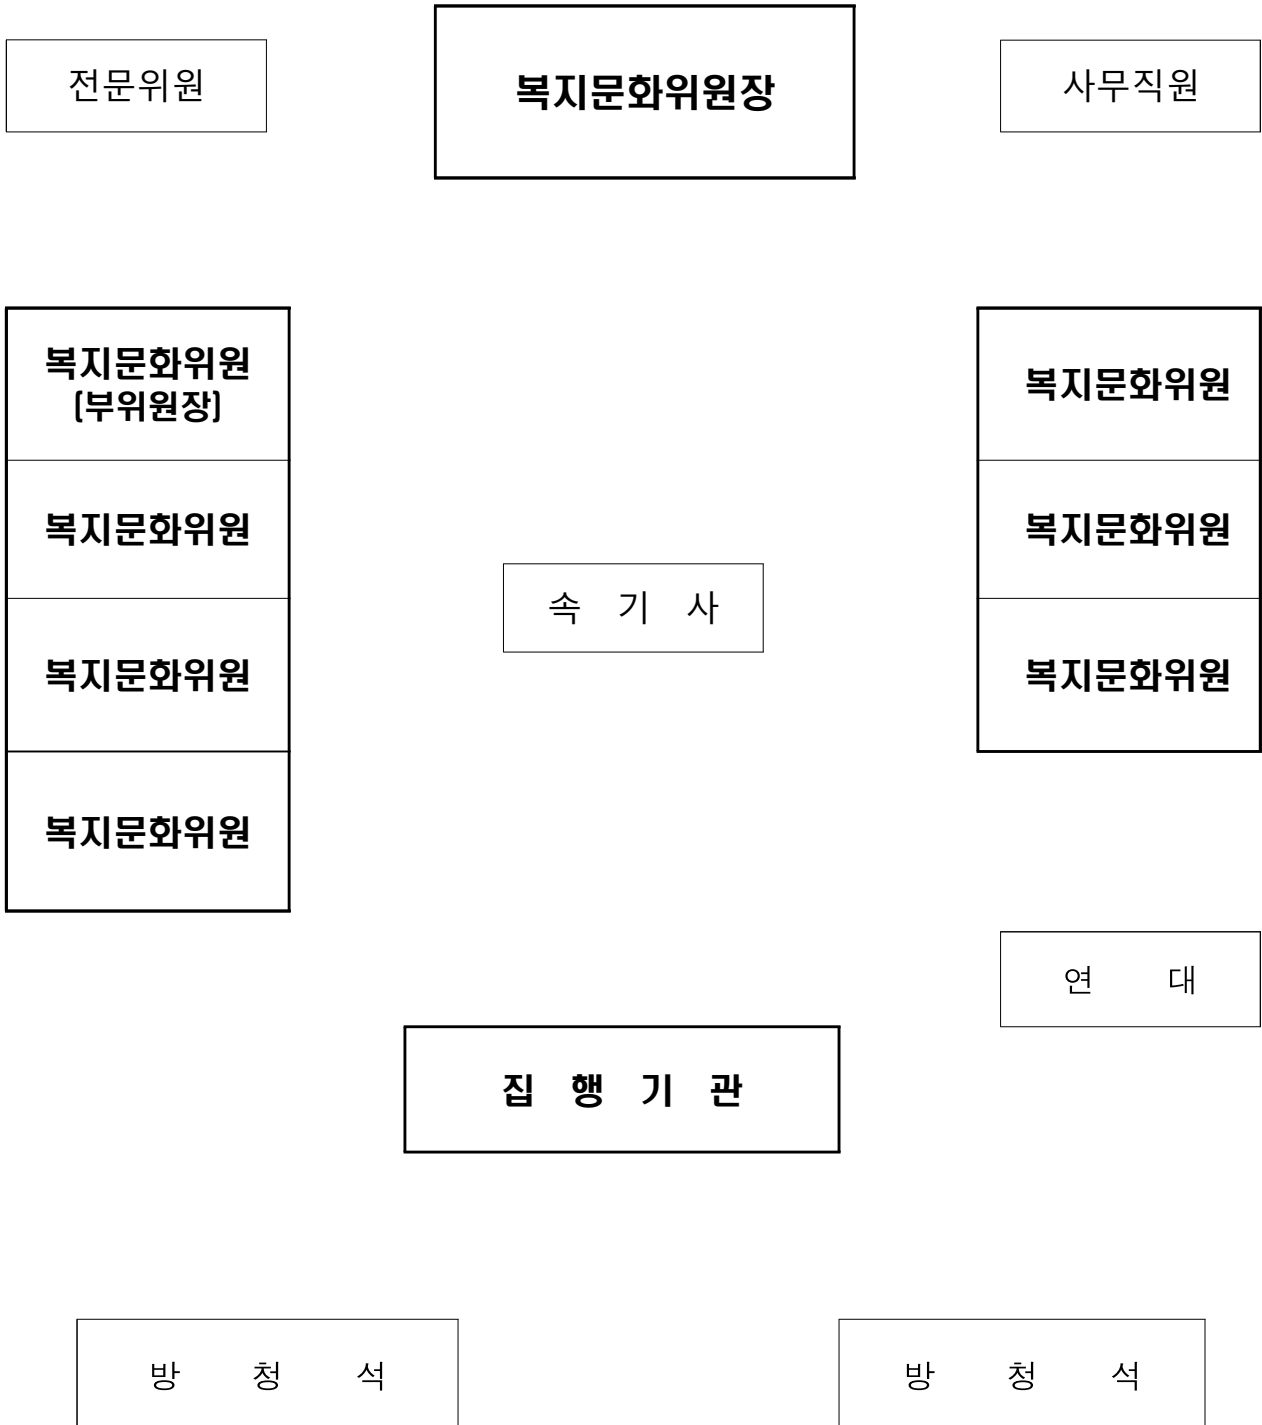 전문위원
복지문화위원장
사무직원
복지문화위원
(부위원장)
복지문화위원
복지문화위원
복지문화위원
속 기 사
복지문화위원
복지문화위원
복지문화위원
연 대
집 행 기 관
방 청 석
방 청 석